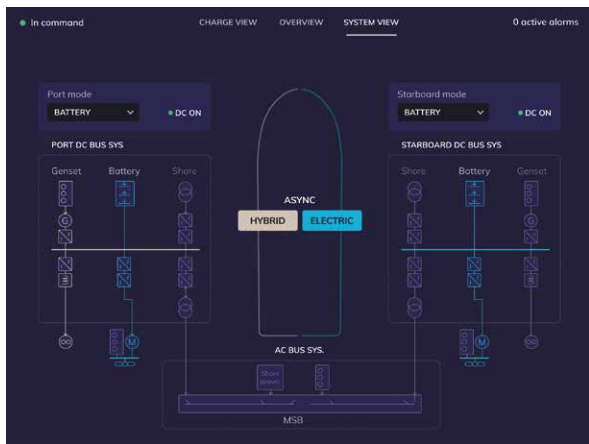 In command
CHARGE VIEW
OVERVIEW
SYSTEM VIEW
0 active alarms
Port mode
BATTERY
DC ON
Starboard mode
BATTERY
DC ON
PORT DC BUS SYS
STARBOARD DC BUS SYS
Genset
Battery
Shore
Shore
Battery
Genset
G
ASYNC
HYBRID
ELECTRIC
M
M
AC BUS SYS.
Shore
MSB